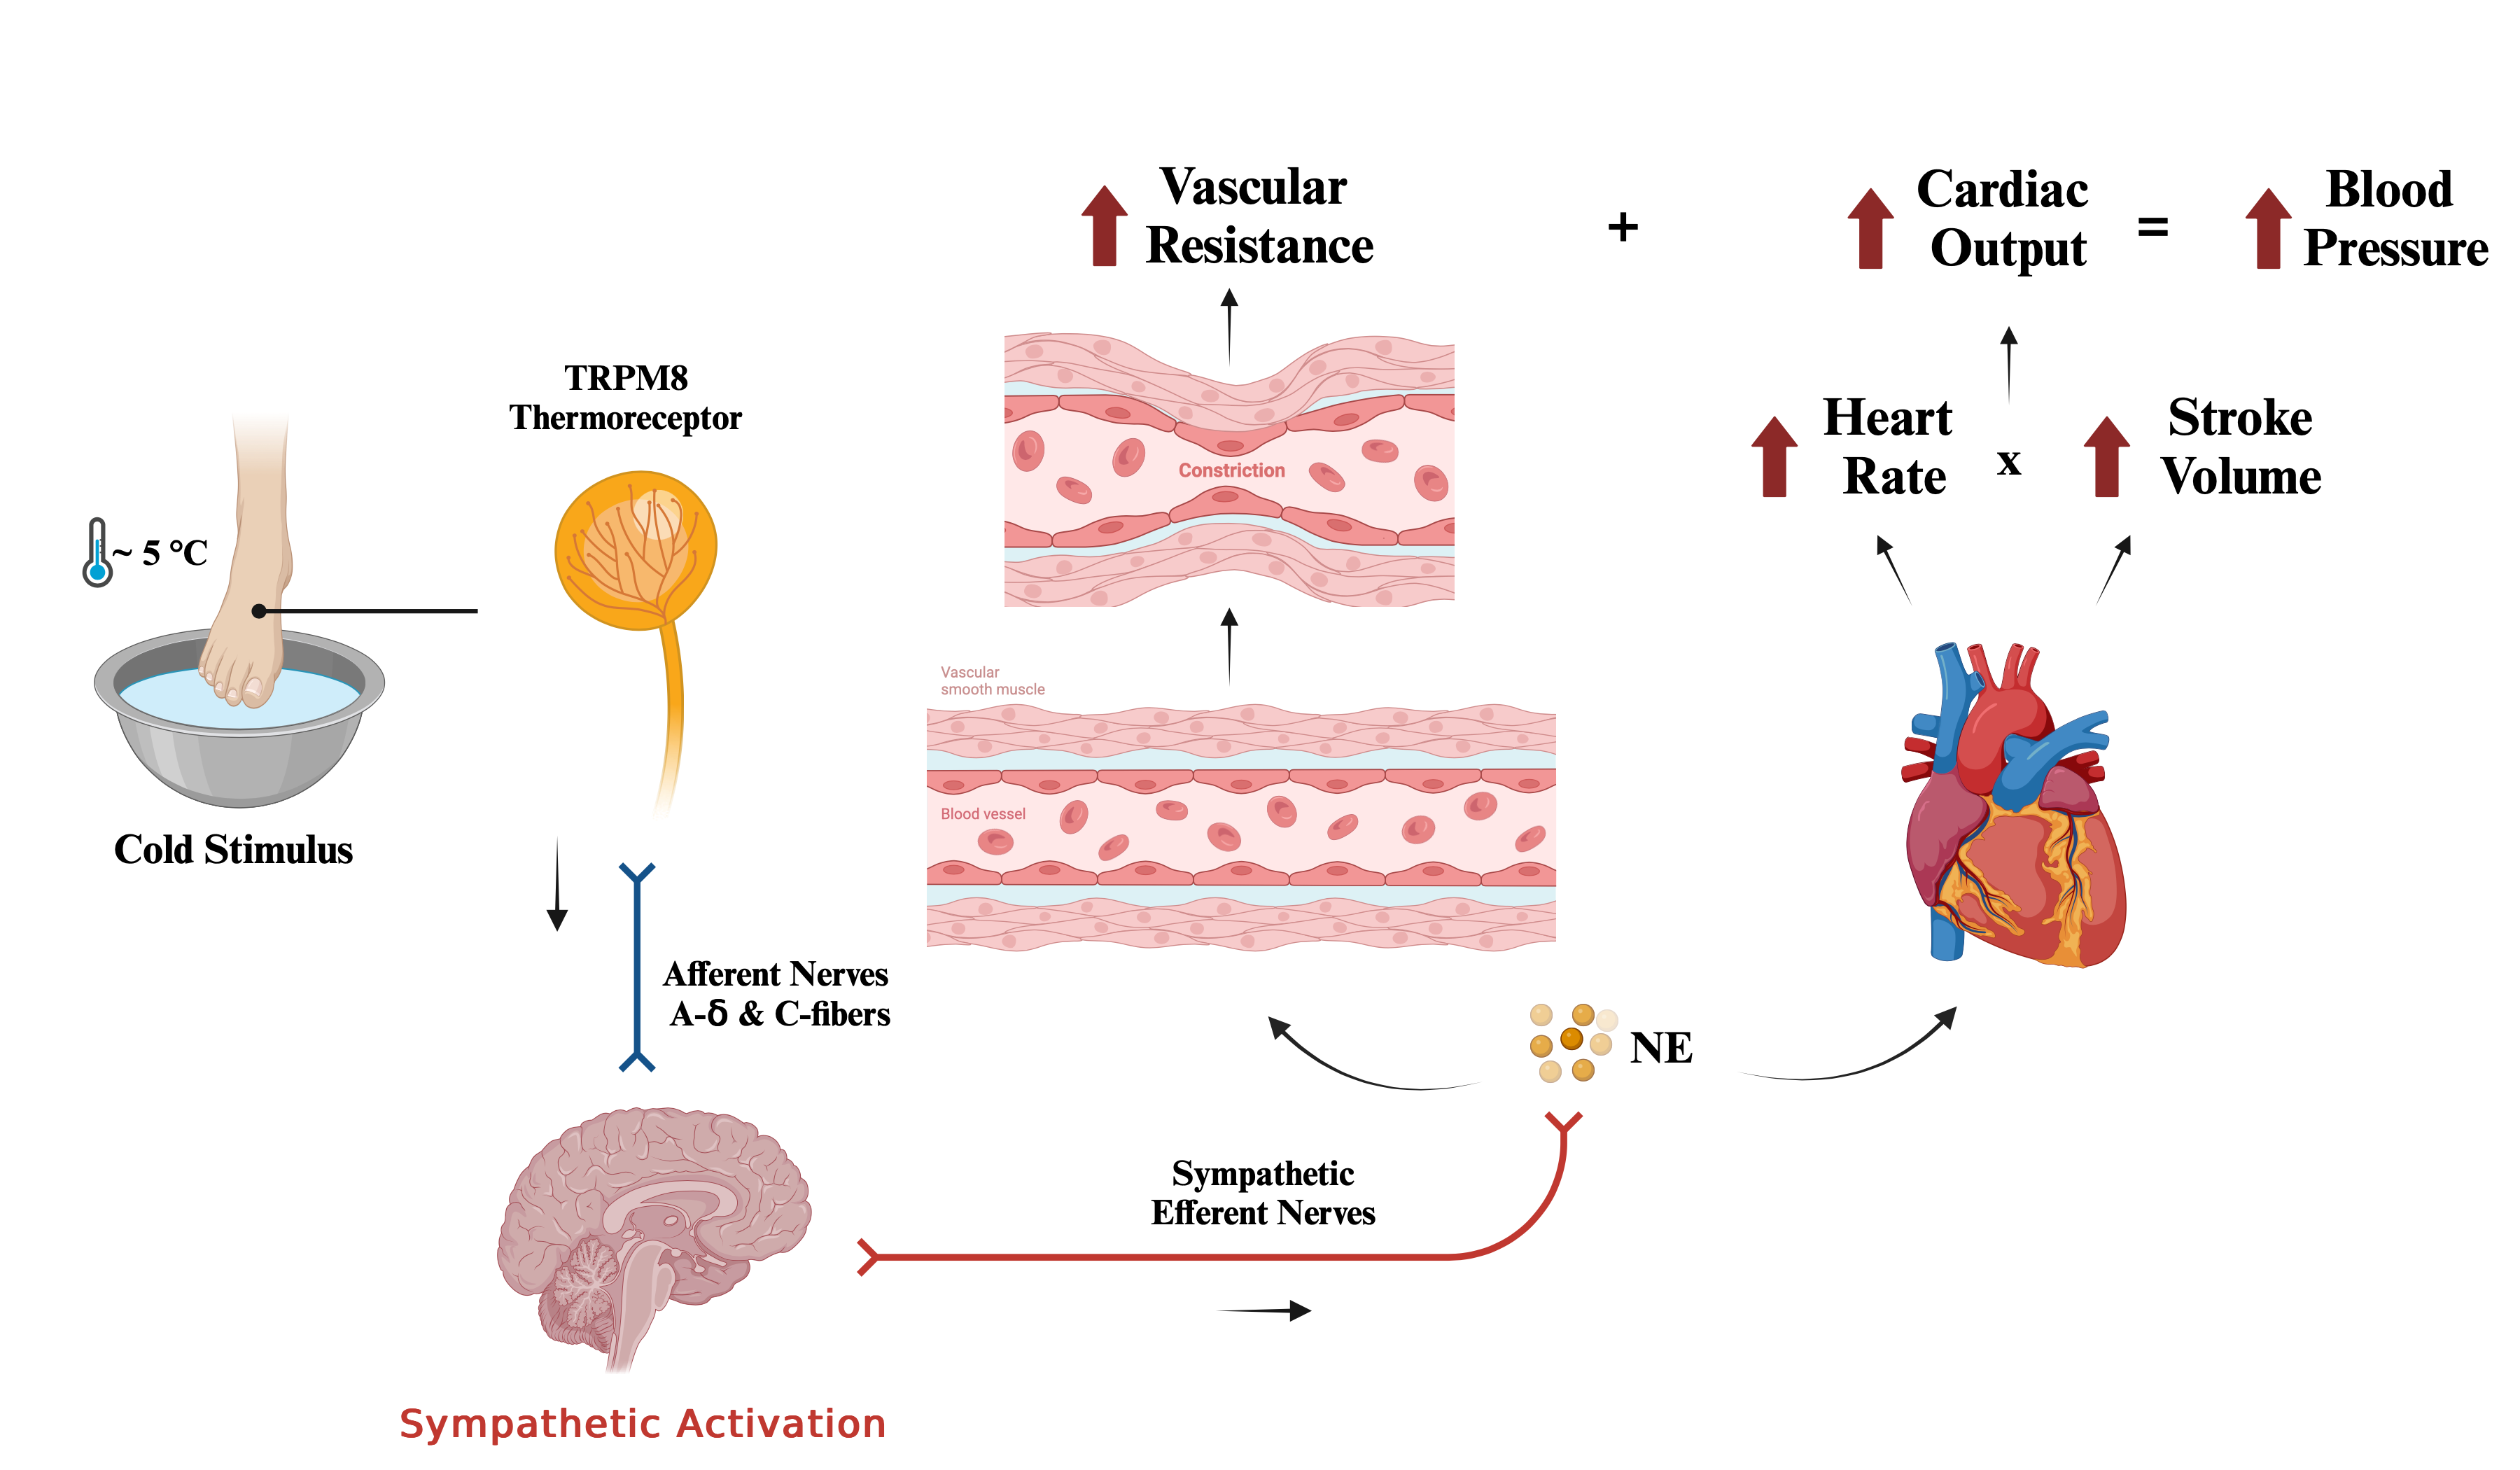 Vascular
Resistance
+
Cardiac
Output
=
Blood
Pressure
TRPM8
Thermoreceptor
Heart
Rate
x
Stroke
Volume
Constriction
~ 5 °C
Vascular
smooth muscle
Blood vessel
Cold Stimulus
Afferent Nerves
A-δ & C-fibers
NE
Sympathetic
Efferent Nerves
Sympathetic Activation